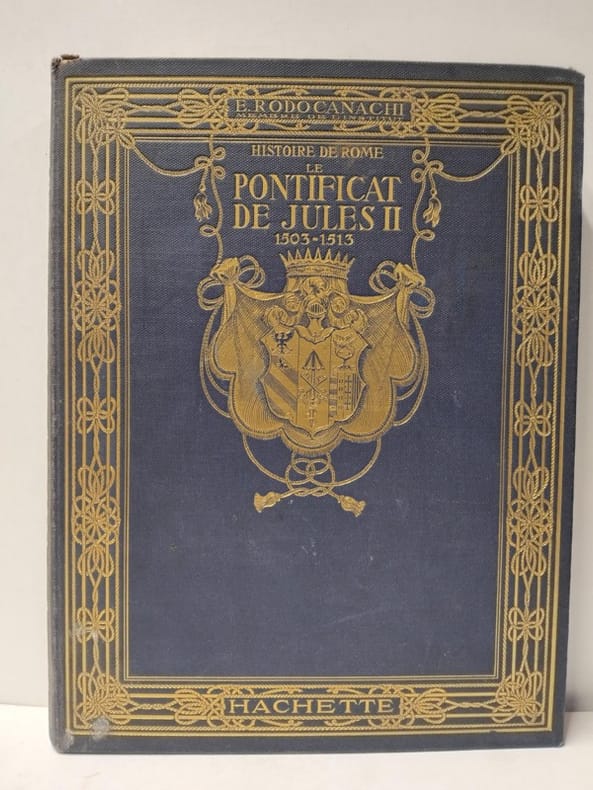 E. RODOCANACHI
MEMBRE DE L'INSTITUT
HISTOIRE DE ROME
LE
PONTIFICAT
DE JULES II
1503-1513
HACHETTE